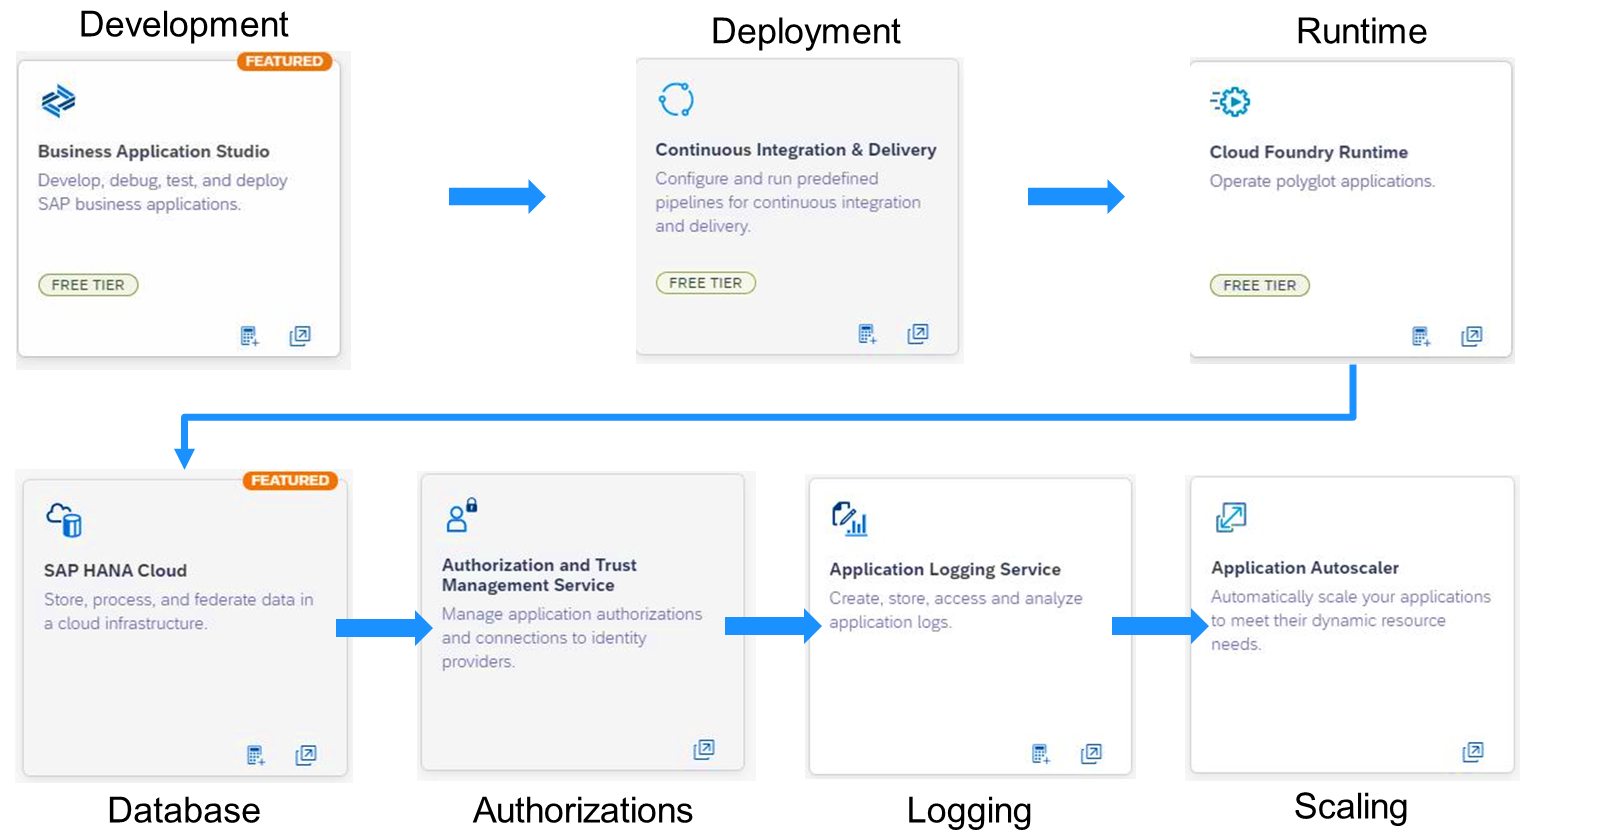 Development
Deployment
Runtime
FEATURED
Business Application Studio
Develop, debug, test, and deploy
SAP business applications.
FREE TIER
Continuous Integration & Delivery
Configure and run predefined
pipelines for continuous integration
and delivery.
FREE TIER
Cloud Foundry Runtime
Operate polyglot applications.
FREE TIER
FEATURED
SAP HANA Cloud
Store, process, and federate data in
a cloud infrastructure.
Authorization and Trust
Management Service
Manage application authorizations
and connections to identity
providers.
Application Logging Service
Create, store, access and analyze
application logs.
Application Autoscaler
Automatically scale your applications
to meet their dynamic resource
needs.
Database
Authorizations
Logging
Scaling